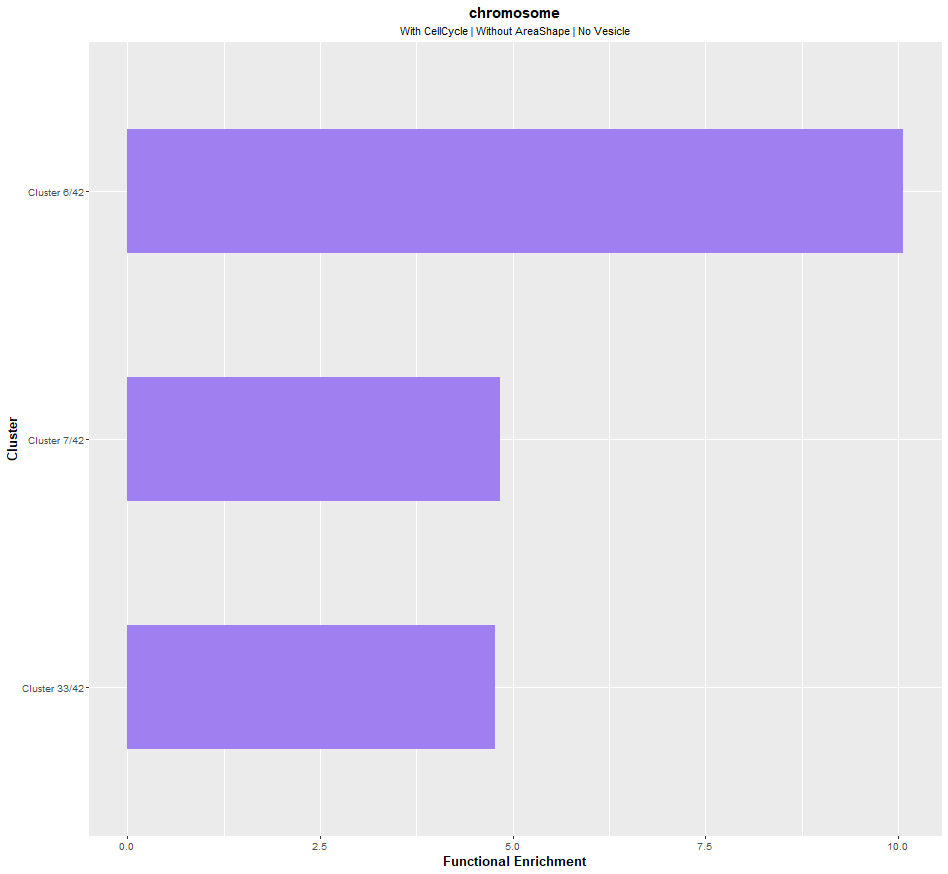 chromosome
With CellCycle | Without AreaShape | No Vesicle
Cluster 6/42
Cluster 7/42
Cluster 33/42
Cluster
0.0 2.5 5.0 7.5 10.0
Functional Enrichment